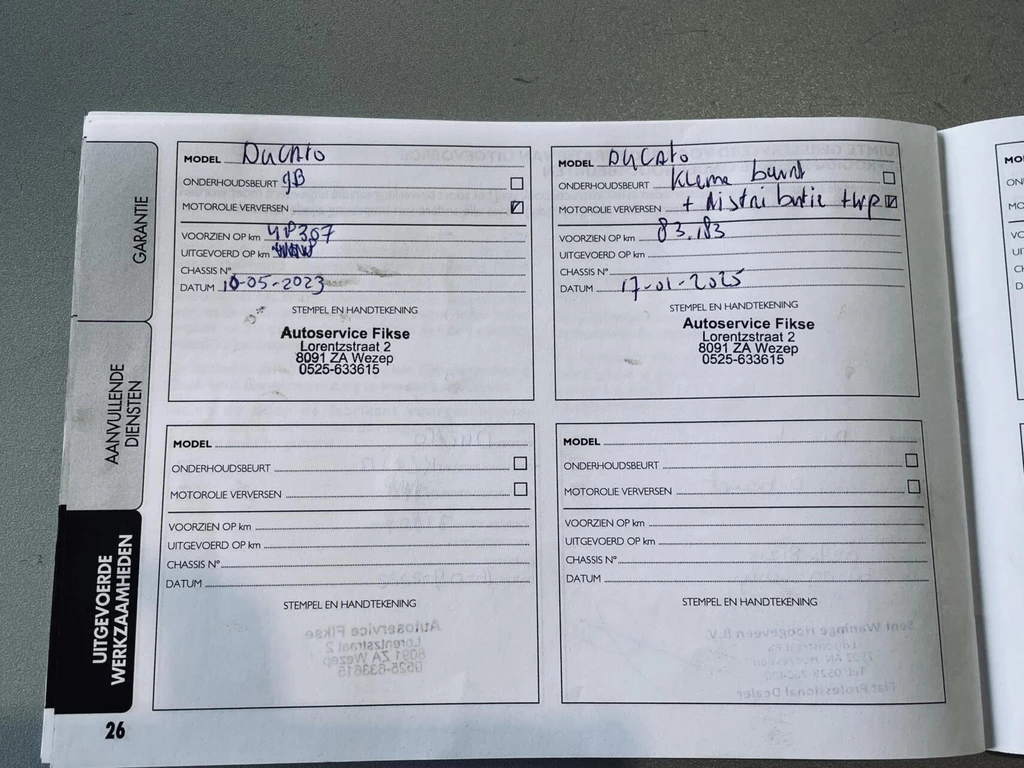 GARANTIE
AANVULLENDE
DIENSTEN
UITGEVOERDE
WERKZAAMHEDEN
26
MODEL Ducato
ONDERHOUDSBEURT gB
MOTOROLIE VERVERSEN
VOORZIEN OP km
UITGEVOERD OP km
CHASSIS N°
DATUM 10-05-2023
STEMPEL EN HANDTEKENING
Autoservice Fikse
Lorentzstraat 2
8091 ZA Wezep
0525-633615
MODEL Ducato
ONDERHOUDSBEURT Kleine beurt
MOTOROLIE VERVERSEN + distributie + wp
VOORZIEN OP km 83.183
UITGEVOERD OP km
CHASSIS N°
DATUM 17-01-2025
STEMPEL EN HANDTEKENING
Autoservice Fikse
Lorentzstraat 2
8091 ZA Wezep
0525-633615
MODEL
ONDERHOUDSBEURT
MOTOROLIE VERVERSEN
VOORZIEN OP km
UITGEVOERD OP km
CHASSIS N°
DATUM
STEMPEL EN HANDTEKENING
MODEL
ONDERHOUDSBEURT
MOTOROLIE VERVERSEN
VOORZIEN OP km
UITGEVOERD OP km
CHASSIS N°
DATUM
STEMPEL EN HANDTEKENING